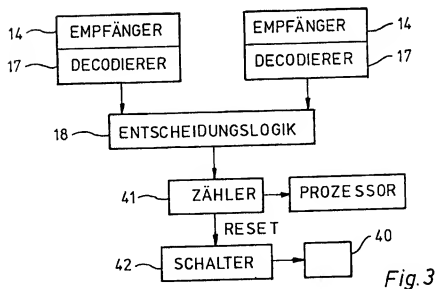 14 EMPFÄNGER EMPFÄNGER 14
17 DECODIERER DECODIERER 17
18 ENTSCHEIDUNGSLOGIK
41 ZÄHLER PROZESSOR
RESET
42 SCHALTER 40
Fig.3